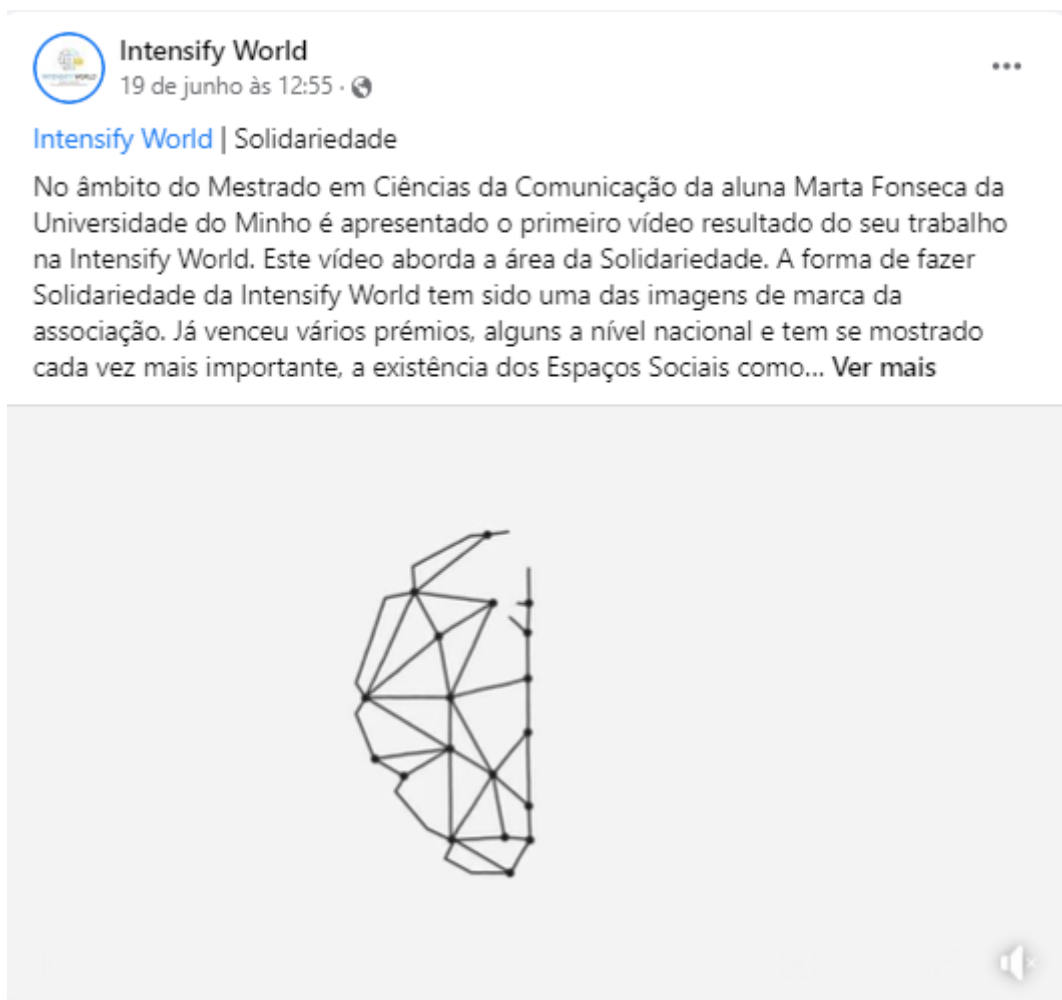 Intensify World
19 de junho às 12:55 ·
Intensify World | Solidariedade
No âmbito do Mestrado em Ciências da Comunicação da aluna Marta Fonseca da
Universidade do Minho é apresentado o primeiro vídeo resultado do seu trabalho
na Intensify World. Este vídeo aborda a área da Solidariedade. A forma de fazer
Solidariedade da Intensify World tem sido uma das imagens de marca da
associação. Já venceu vários prémios, alguns a nível nacional e tem se mostrado
cada vez mais importante, a existência dos Espaços Sociais como... Ver mais